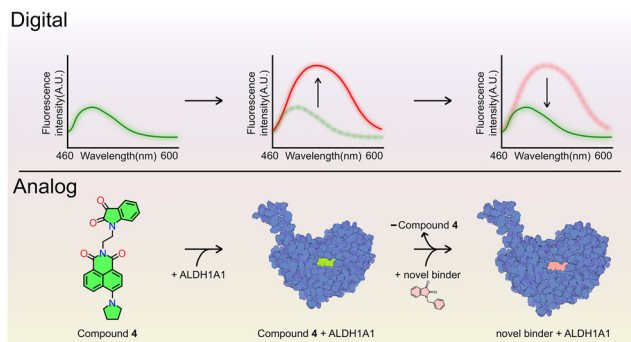 Digital
Fluorescence
intensity(A.U.)
460 Wavelength(nm) 600
Fluorescence
intensity(A.U.)
460 Wavelength(nm) 600
Fluorescence
intensity(A.U.)
460 Wavelength(nm) 600
Analog
O
O
N
O
N
O
N
Compound 4
+ ALDH1A1
Compound 4 + ALDH1A1
–Compound 4
+ novel binder
O
O
N
novel binder + ALDH1A1